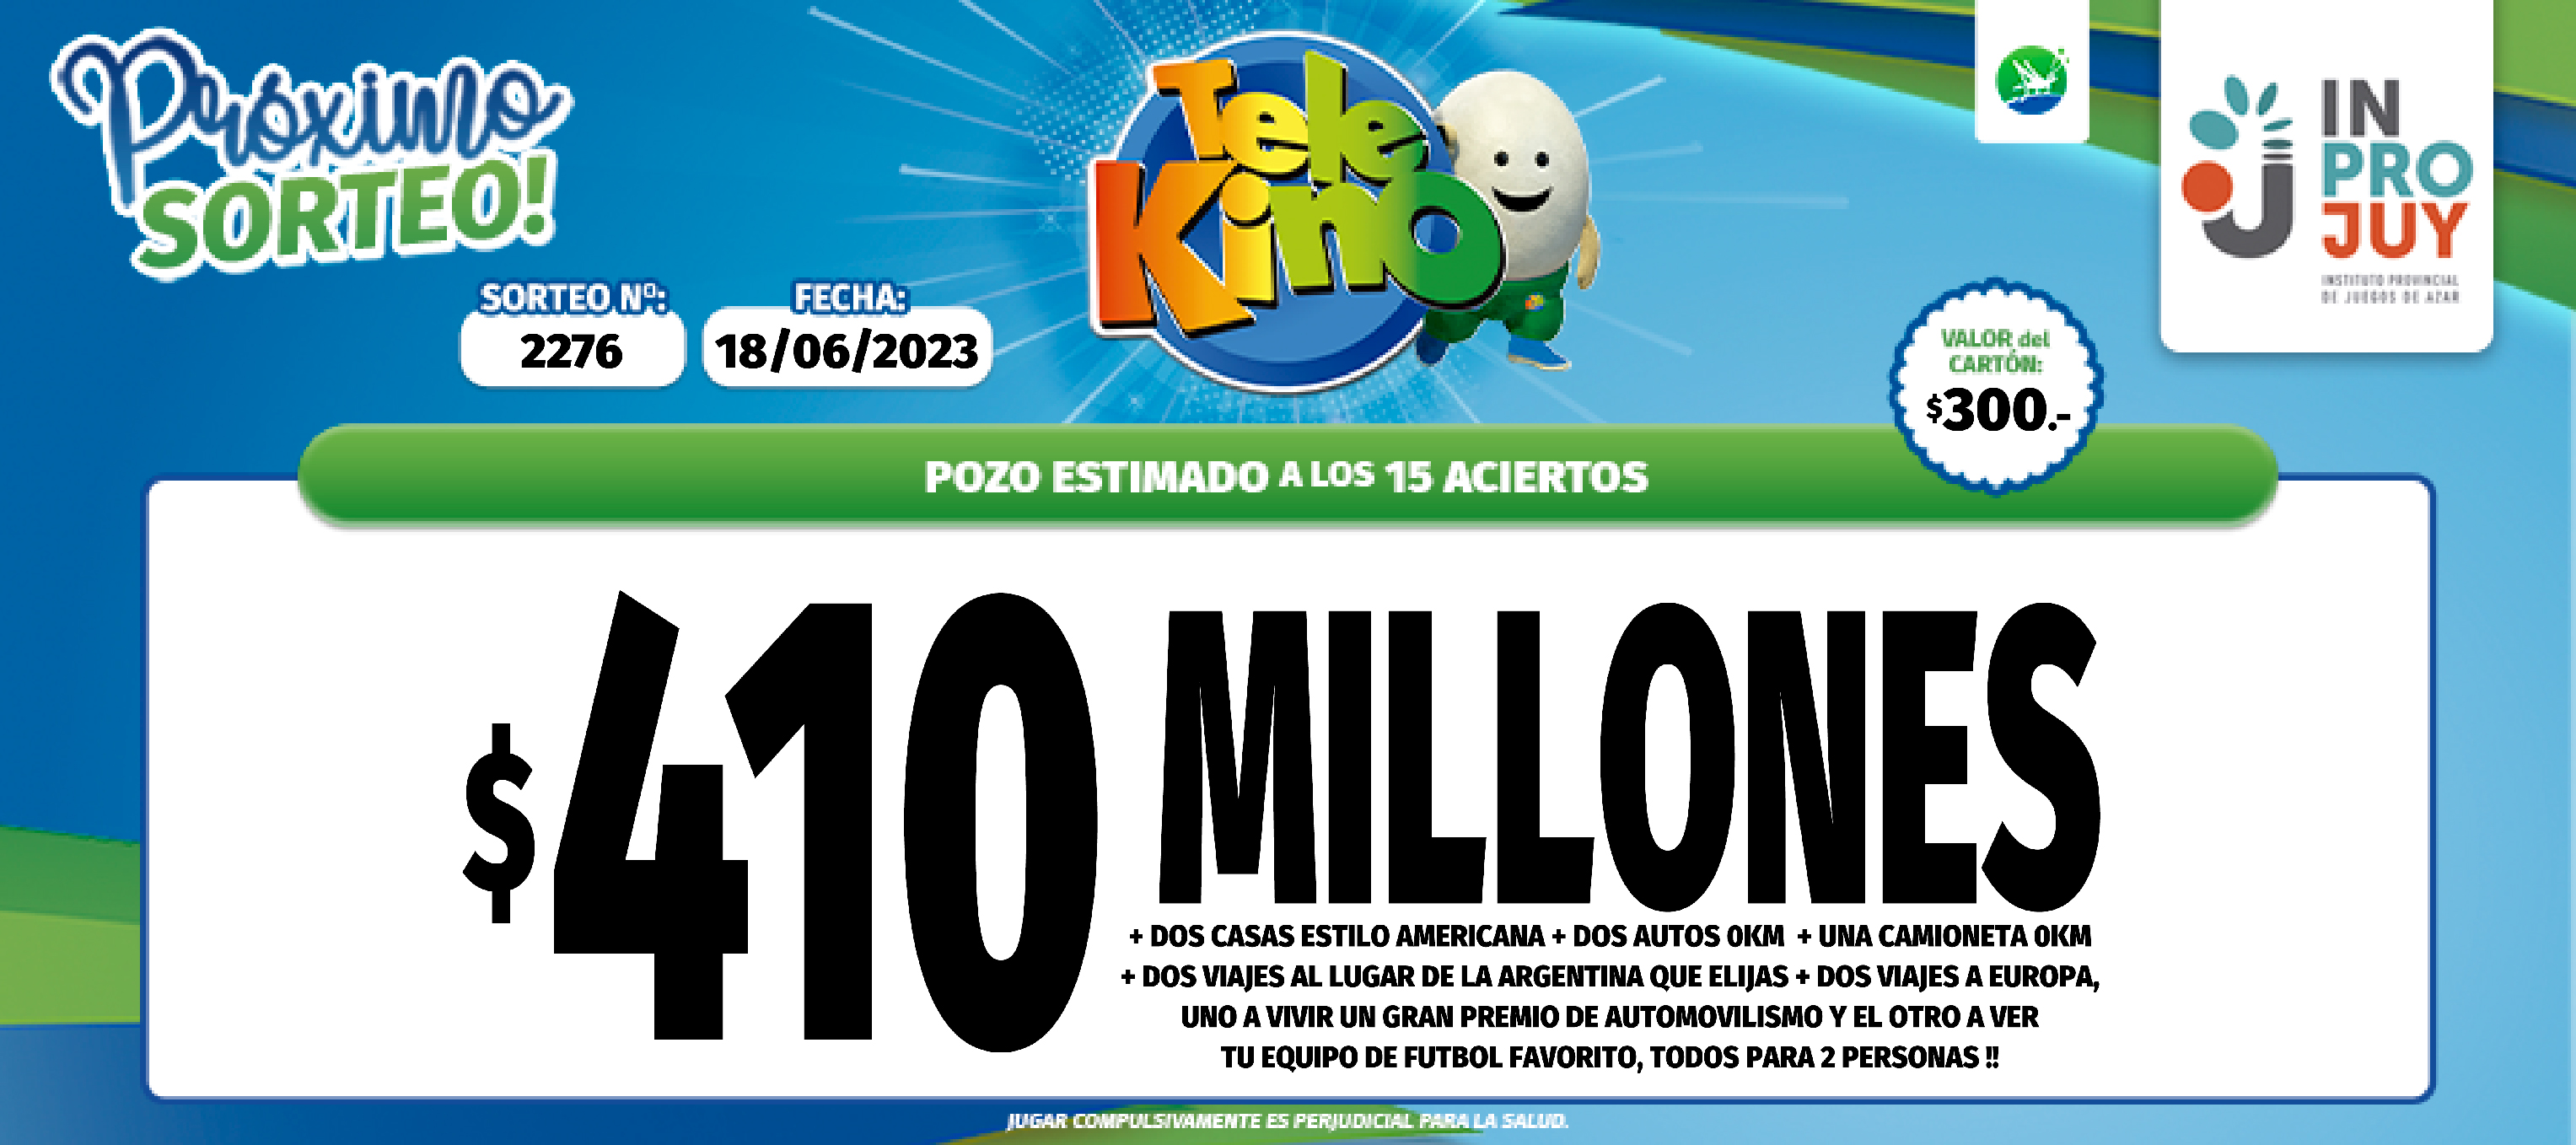 Próximo
SORTEO!
Tele
Kino
IN
PRO
JUY
INSTITUTO PROVINCIAL
DE JUEGOS DE AZAR
SORTEO Nº:
2276
FECHA:
18/06/2023
VALOR del
CARTÓN:
$300.-
POZO ESTIMADO A LOS 15 ACIERTOS
$410 MILLONES
+ DOS CASAS ESTILO AMERICANA + DOS AUTOS 0KM + UNA CAMIONETA 0KM
+ DOS VIAJES AL LUGAR DE LA ARGENTINA QUE ELIJAS + DOS VIAJES A EUROPA,
UNO A VIVIR UN GRAN PREMIO DE AUTOMOVILISMO Y EL OTRO A VER
TU EQUIPO DE FUTBOL FAVORITO, TODOS PARA 2 PERSONAS !!
JUGAR COMPULSIVAMENTE ES PERJUDICIAL PARA LA SALUD.